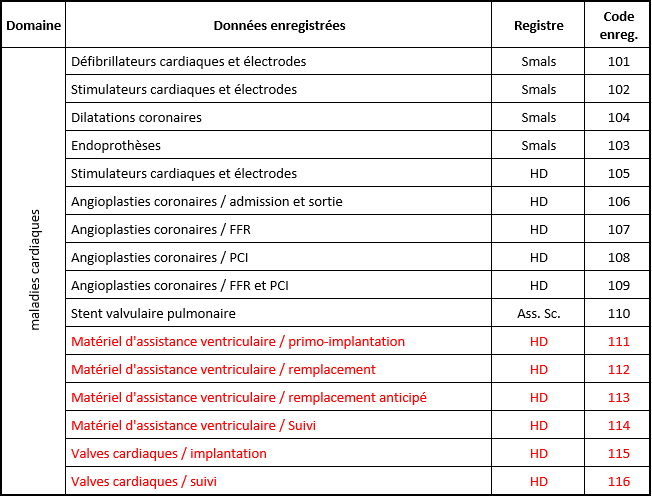 Domaine Données enregistrées Registre Code enreg.
maladies cardiaques
Défibrillateurs cardiaques et électrodes Smals 101
Stimulateurs cardiaques et électrodes Smals 102
Dilatations coronaires Smals 104
Endoprothèses Smals 103
Stimulateurs cardiaques et électrodes HD 105
Angioplasties coronaires / admission et sortie HD 106
Angioplasties coronaires / FFR HD 107
Angioplasties coronaires / PCI HD 108
Angioplasties coronaires / FFR et PCI HD 109
Stent valvulaire pulmonaire Ass. Sc. 110
Matériel d'assistance ventriculaire / primo-implantation HD 111
Matériel d'assistance ventriculaire / remplacement HD 112
Matériel d'assistance ventriculaire / remplacement anticipé HD 113
Matériel d'assistance ventriculaire / Suivi HD 114
Valves cardiaques / implantation HD 115
Valves cardiaques / suivi HD 116